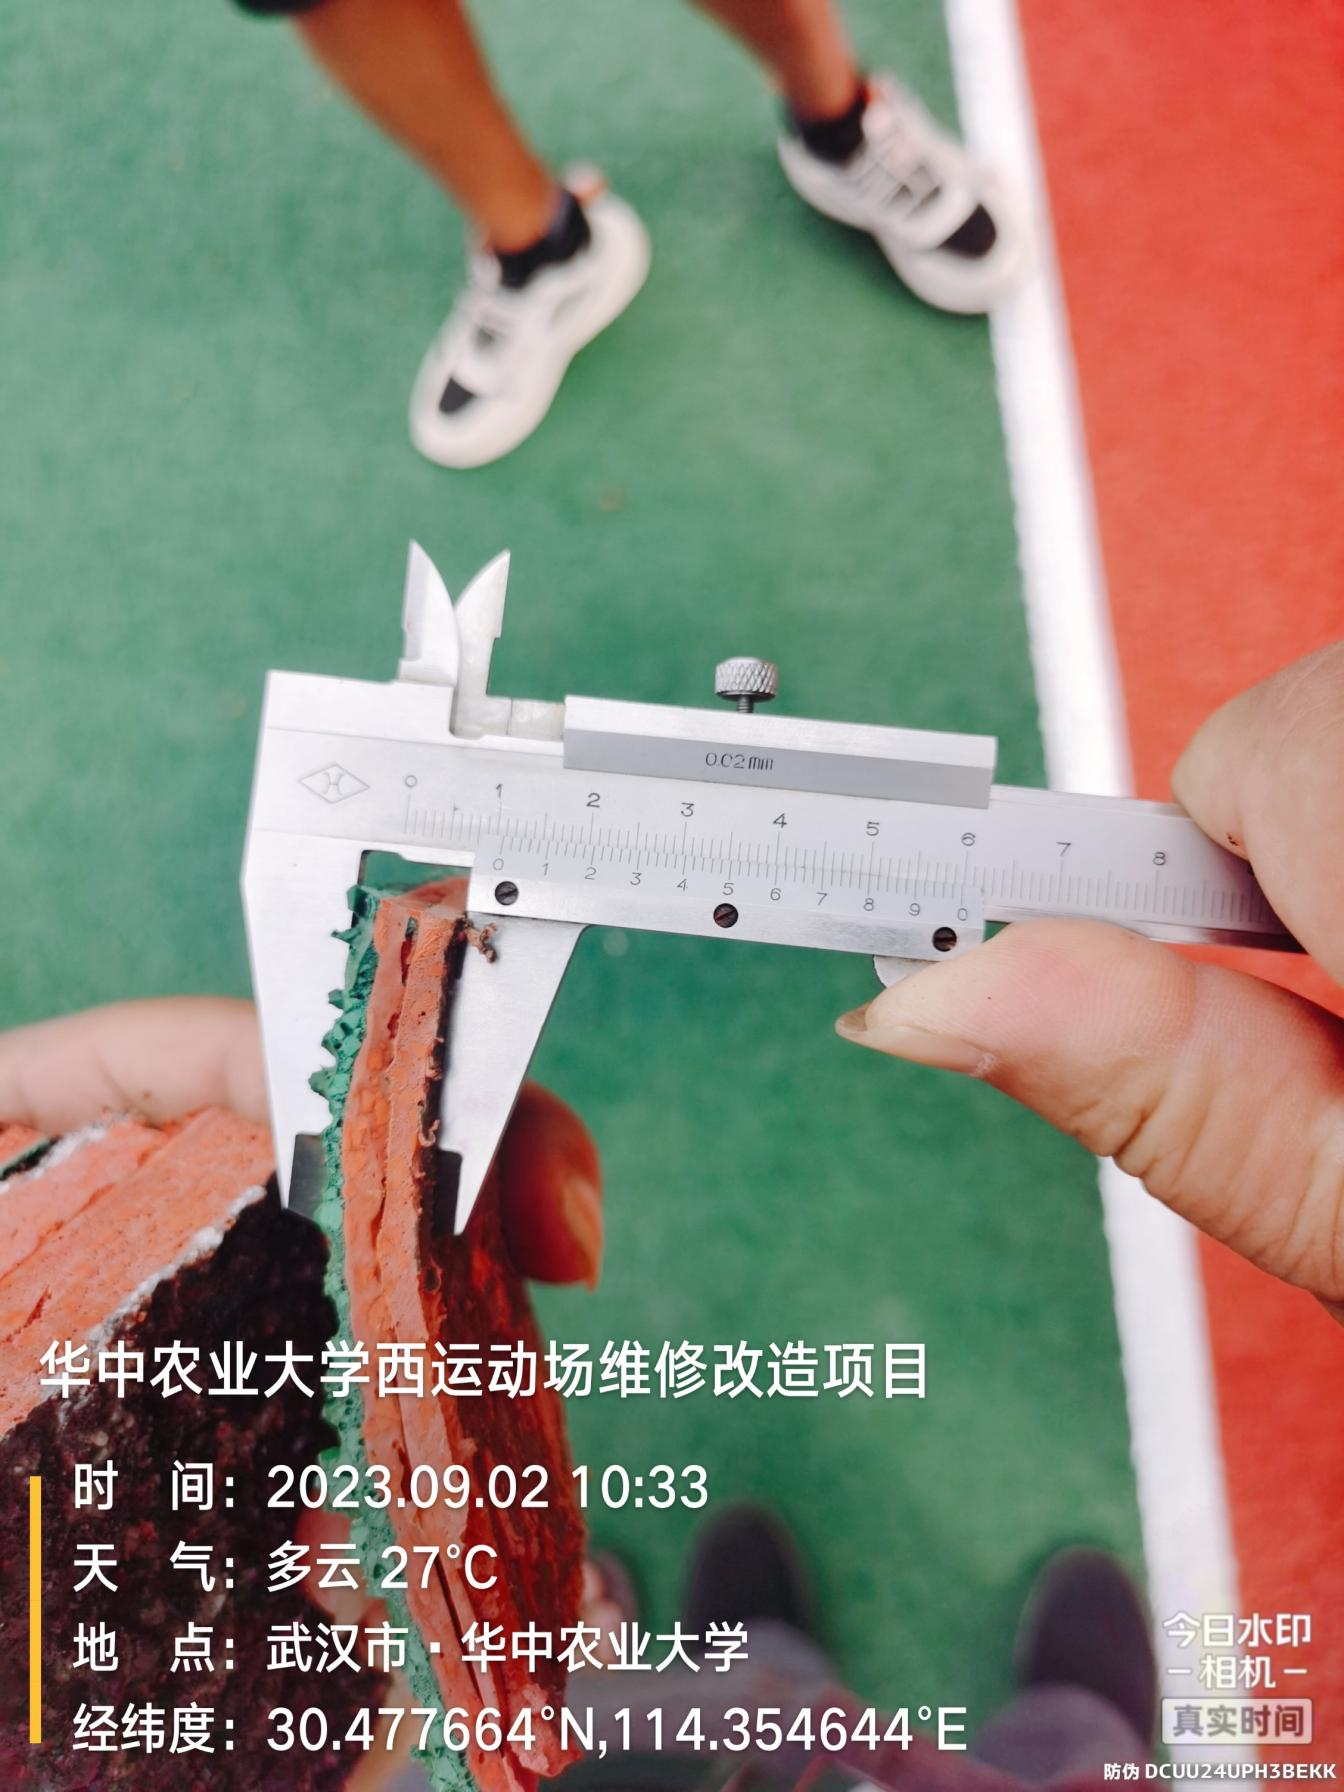 0.02mm
0 1 2 3 4 5 6 7 8
0 1 2 3 4 5 6 7 8 9 0
华中农业大学西运动场维修改造项目
时 间：2023.09.02 10:33
天 气：多云 27°C
地 点：武汉市·华中农业大学
经纬度：30.477664°N,114.354644°E
今日水印
相机
真实时间
防伪 DCUU24UPH3BEKK